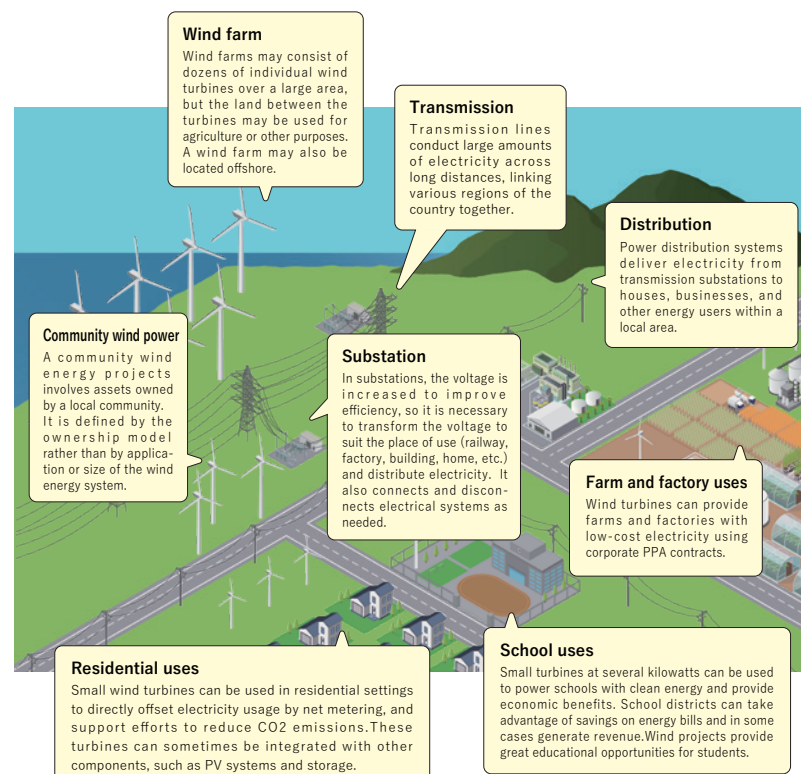 Wind farm
Wind farms may consist of
dozens of individual wind
turbines over a large area,
but the land between the
turbines may be used for
agriculture or other purposes.
A wind farm may also be
located offshore.
Transmission
Transmission lines
conduct large amounts
of electricity across
long distances, linking
various regions of the
country together.
Distribution
Power distribution systems
deliver electricity from
transmission substations to
houses, businesses, and
other energy users within a
local area.
Community wind power
A community wind
energy projects
involves assets owned
by a local community.
It is defined by the
ownership model
rather than by applica-
tion or size of the wind
energy system.
Substation
In substations, the voltage is
increased to improve
efficiency, so it is necessary
to transform the voltage to
suit the place of use (railway,
factory, building, home, etc.)
and distribute electricity. It
also connects and discon-
nects electrical systems as
needed.
Farm and factory uses
Wind turbines can provide
farms and factories with
low-cost electricity using
corporate PPA contracts.
Residential uses
Small wind turbines can be used in residential settings
to directly offset electricity usage by net metering, and
support efforts to reduce CO2 emissions.These
turbines can sometimes be integrated with other
components, such as PV systems and storage.
School uses
Small turbines at several kilowatts can be used
to power schools with clean energy and provide
economic benefits. School districts can take
advantage of savings on energy bills and in some
cases generate revenue.Wind projects provide
great educational opportunities for students.